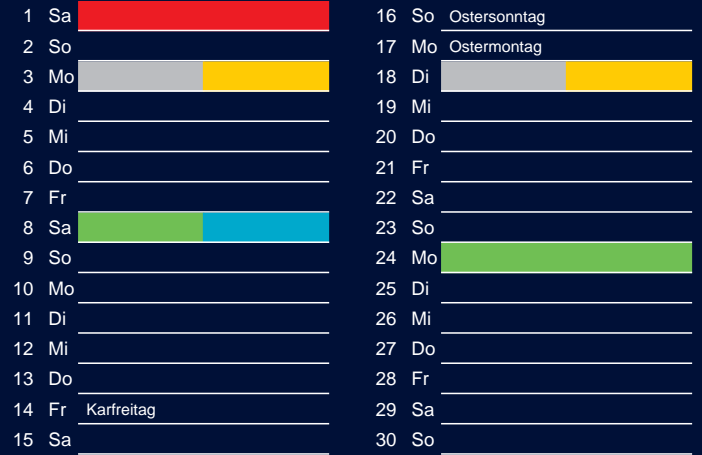 1 Sa
2 So
3 Mo
4 Di
5 Mi
6 Do
7 Fr
8 Sa
9 So
10 Mo
11 Di
12 Mi
13 Do
14 Fr Karfreitag
15 Sa
16 So Ostersonntag
17 Mo Ostermontag
18 Di
19 Mi
20 Do
21 Fr
22 Sa
23 So
24 Mo
25 Di
26 Mi
27 Do
28 Fr
29 Sa
30 So